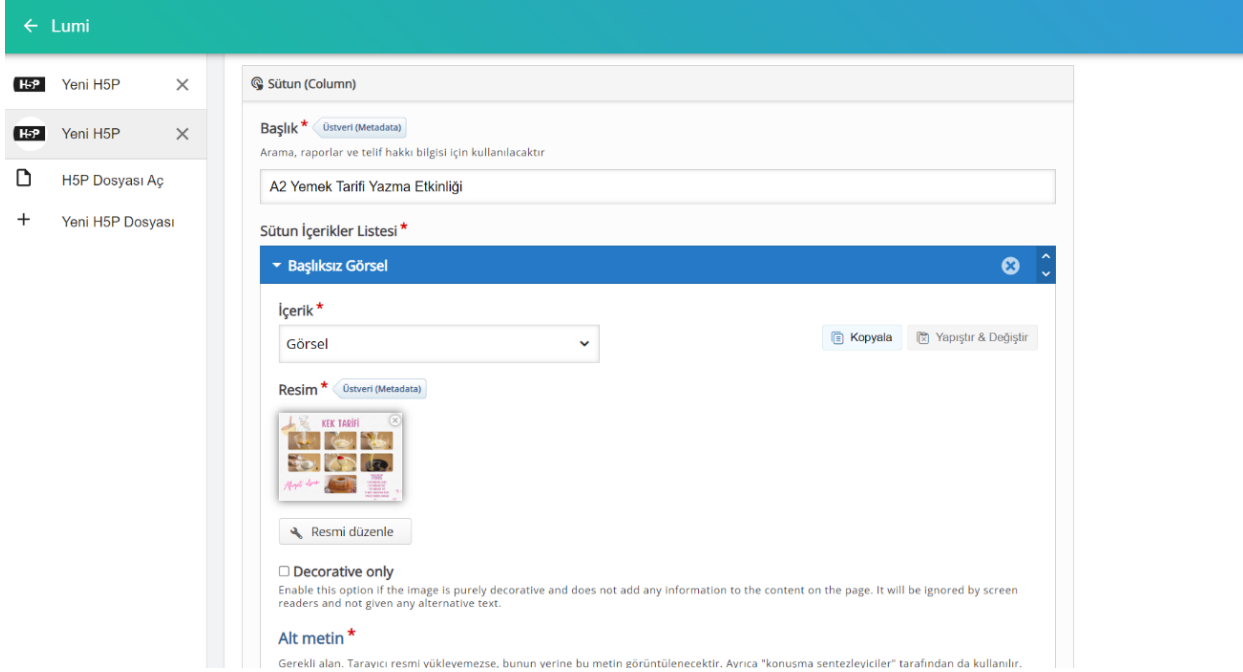 Lumi
H5P Yeni H5P
H5P Yeni H5P
H5P Dosyası Aç
Yeni H5P Dosyası
Sütun (Column)
Başlık * Üstveri (Metadata)
Arama, raporlar ve telif hakkı bilgisi için kullanılacaktır
A2 Yemek Tarifi Yazma Etkinliği
Sütun İçerikler Listesi *
Başlıksız Görsel
İçerik *
Görsel
Kopyala
Yapıştır & Değiştir
Resim * Üstveri (Metadata)
KEK TARİFİ
Resmi düzenle
Decorative only
Enable this option if the image is purely decorative and does not add any information to the content on the page. It will be ignored by screen
readers and not given any alternative text.
Alt metin *
Gerekli alan. Tarayıcı resmi yükleyemezse, bunun yerine bu metin görüntülenecektir. Ayrıca "konuşma sentezleyiciler" tarafından da kullanılır.